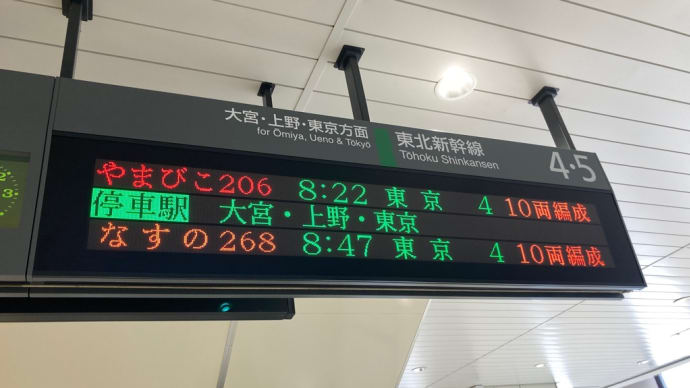 大宮・上野・東京方面
for Ōmiya, Ueno & Tokyo
東北新幹線
Tōhoku Shinkansen
4・5
やまびこ206 8:22 東京 4 10両編成
停車駅 大宮・上野・東京
なすの268 8:47 東京 4 10両編成
2
3